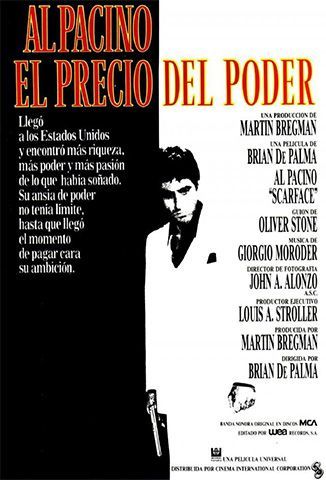 AL PACINO
EL PRECIO DEL PODER
Llegó
a los Estados Unidos
y encontró más riqueza,
más poder y más pasión
de lo que había soñado.
Su ansia de poder
no tenía límite,
hasta que llegó
el momento
de pagar cara
su ambición.
UNA PRODUCCION DE
MARTIN BREGMAN
UNA PELICULA DE
BRIAN DE PALMA
AL PACINO
"SCARFACE"
GUION DE
OLIVER STONE
MUSICA DE
GIORGIO MORODER
DIRECTOR DE FOTOGRAFIA
JOHN A. ALONZO
A.S.C.
PRODUCTOR EJECUTIVO
LOUIS A. STROLLER
PRODUCIDA POR
MARTIN BREGMAN
DIRIGIDA POR
BRIAN DE PALMA
BANDA SONORA ORIGINAL EN DISCOS MCA
EDITADO POR wea RECORDS, S.A.
UNA PELICULA UNIVERSAL
DISTRIBUIDA POR CINEMA INTERNATIONAL CORPORATION